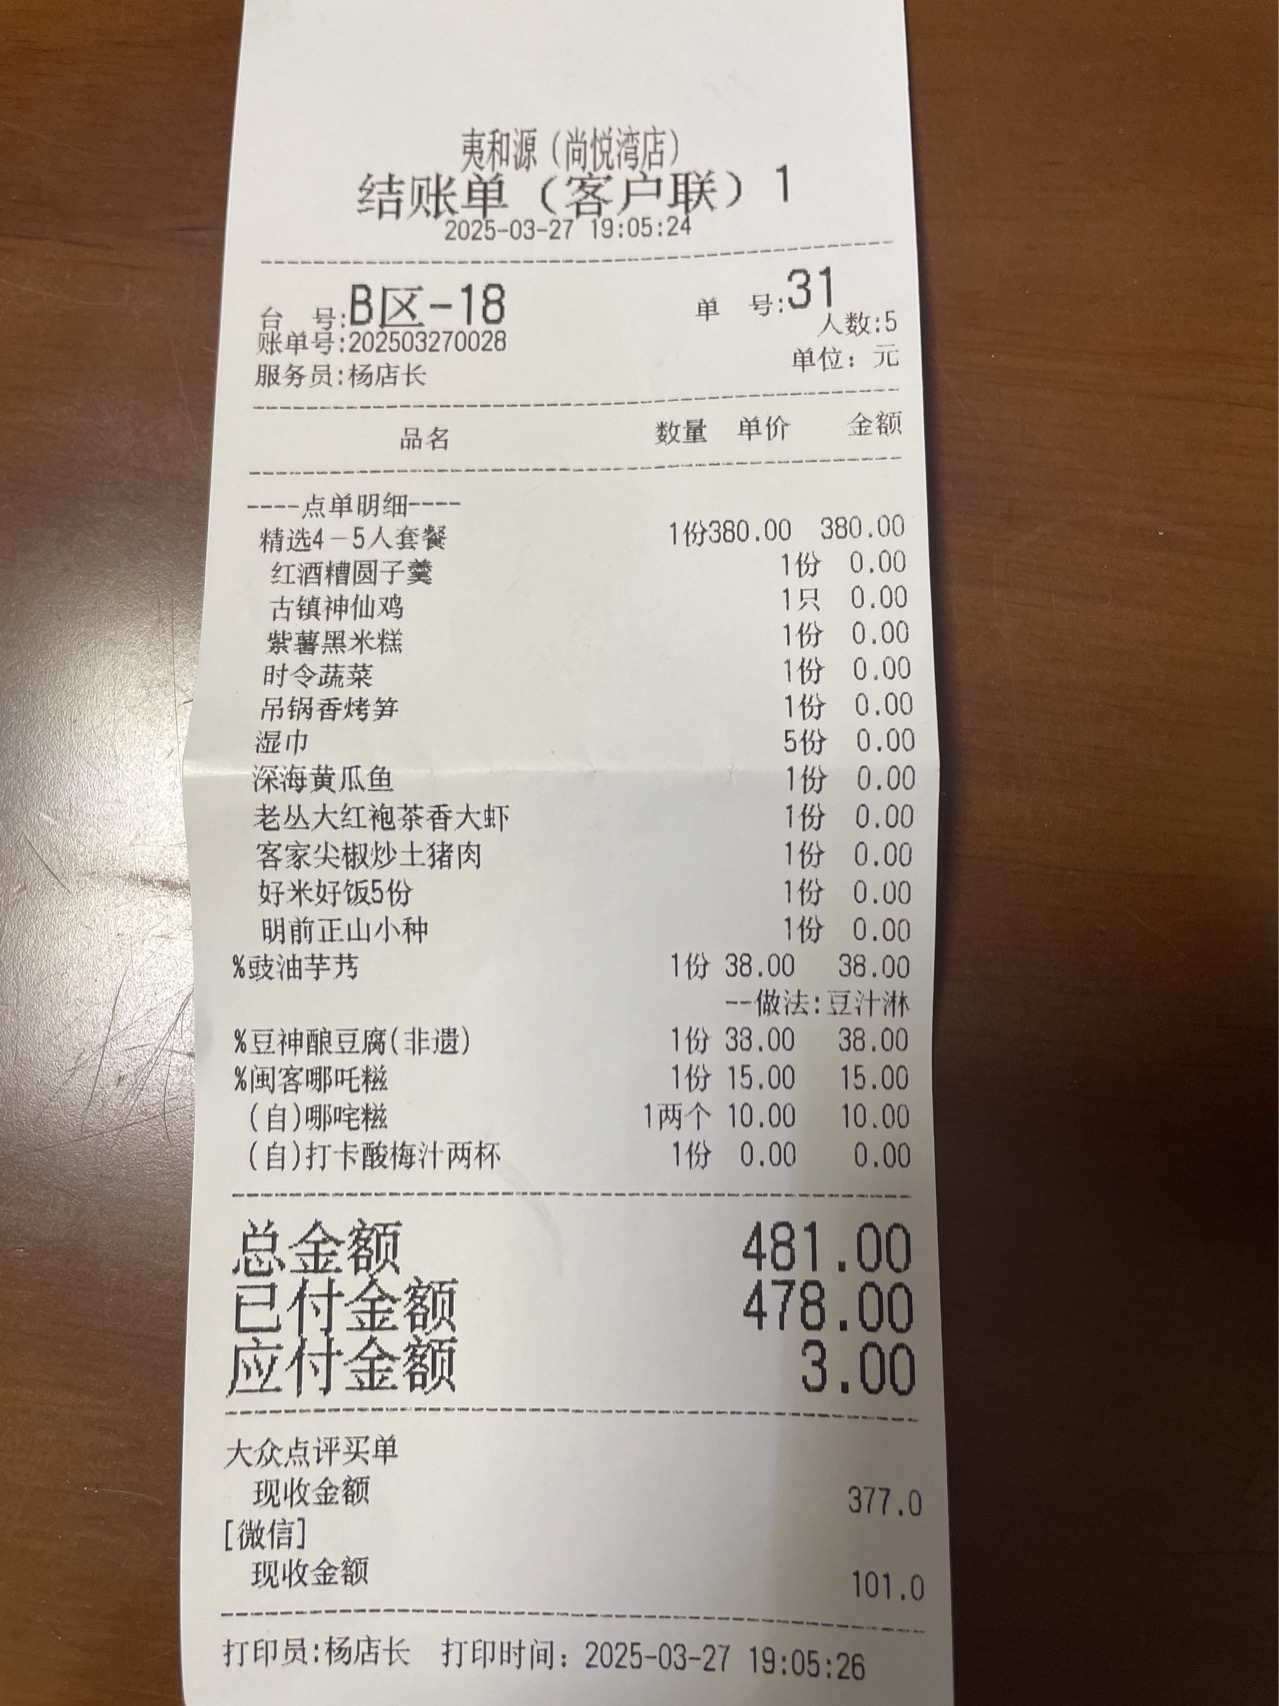 夷和源（尚悦湾店）
结账单（客户联）1
2025-03-27 19:05:24
台 号:B区-18 单 号:31
人数:5
账单号:202503270028
单位：元
服务员:杨店长
品名 数量 单价 金额
----点单明细----
精选4－5人套餐 1份380.00 380.00
红酒糟圆子羹 1份 0.00
古镇神仙鸡 1只 0.00
紫薯黑米糕 1份 0.00
时令蔬菜 1份 0.00
吊锅香烤笋 1份 0.00
湿巾 5份 0.00
深海黄瓜鱼 1份 0.00
老丛大红袍茶香大虾 1份 0.00
客家尖椒炒土猪肉 1份 0.00
好米好饭5份 1份 0.00
明前正山小种 1份 0.00
%豉油芋艿 1份 38.00 38.00
--做法:豆汁淋
%豆神酿豆腐(非遗) 1份 38.00 38.00
%闽客哪吒糍 1份 15.00 15.00
(自)哪咤糍 1两个 10.00 10.00
(自)打卡酸梅汁两杯 1份 0.00 0.00
总金额 481.00
已付金额 478.00
应付金额 3.00
大众点评买单
现收金额 377.0
[微信]
现收金额 101.0
打印员:杨店长 打印时间：2025-03-27 19:05:26